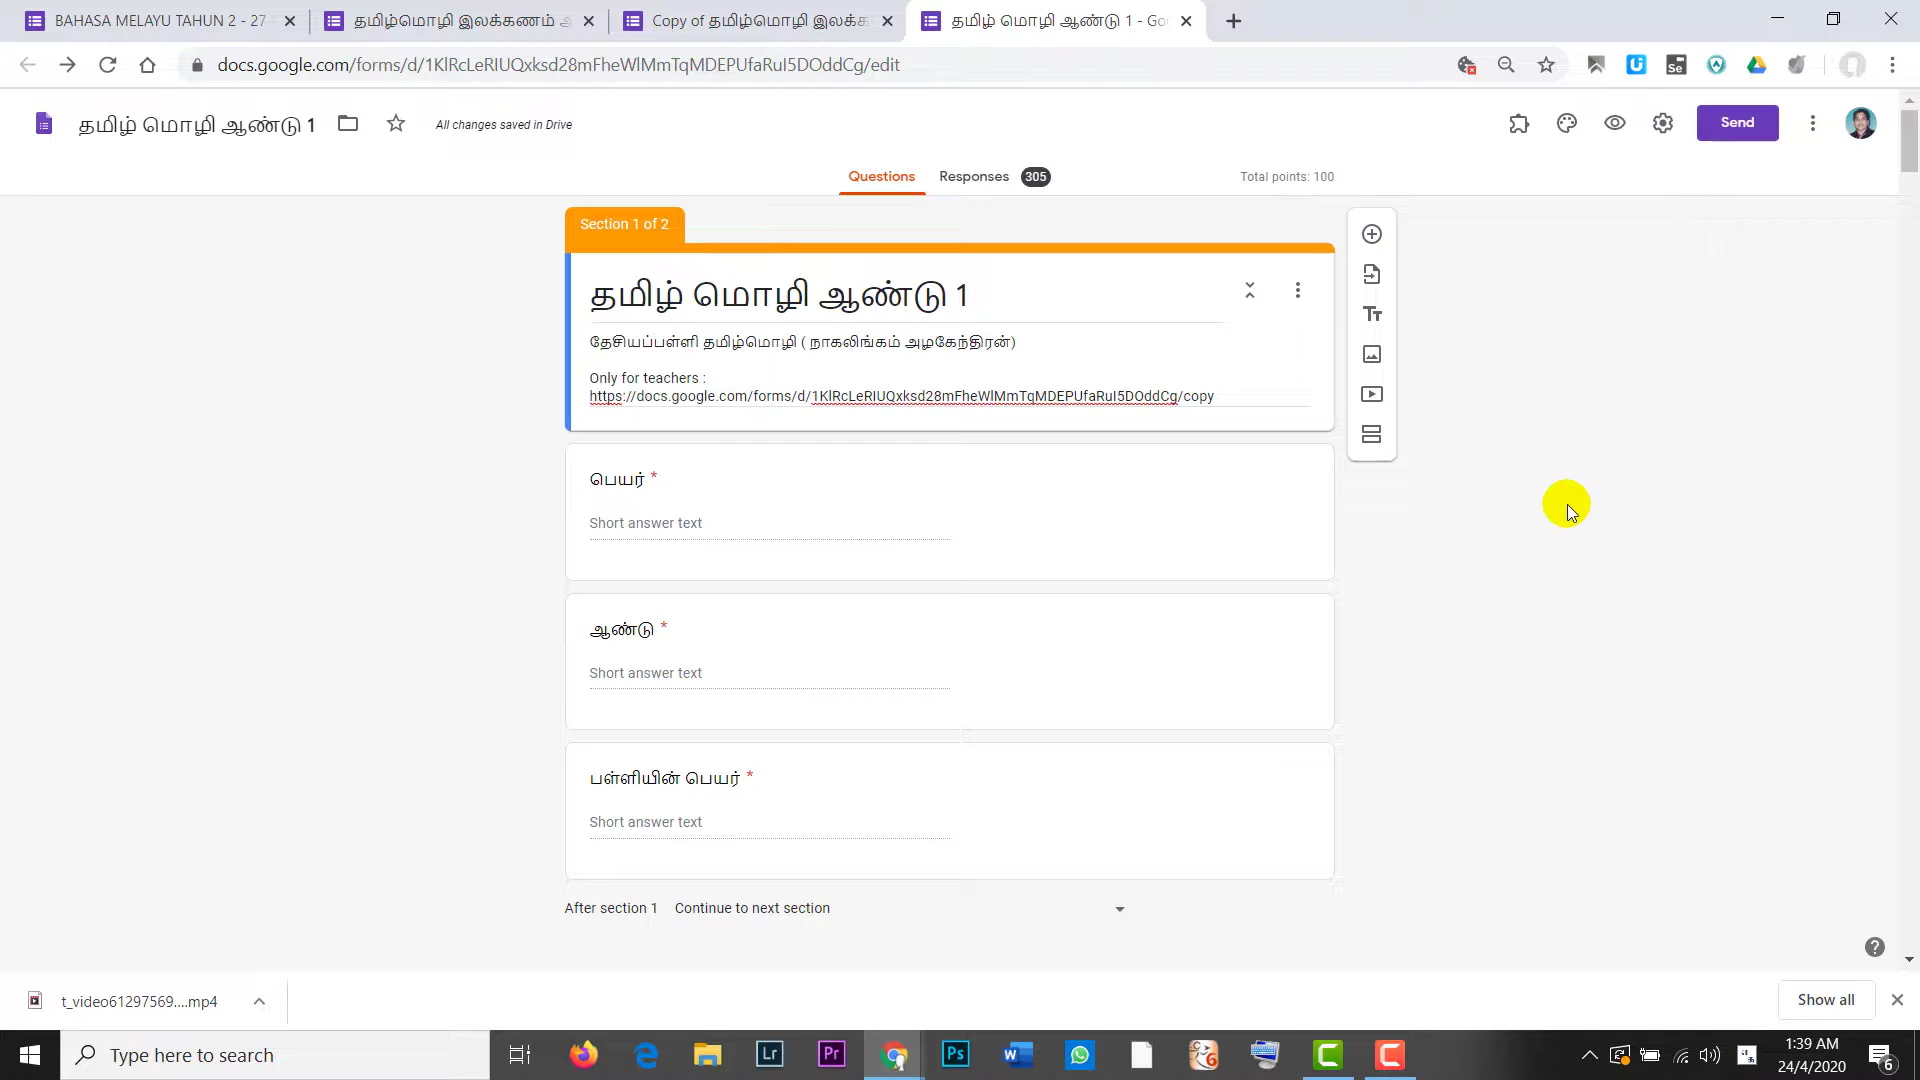 BAHASA MELAYU TAHUN 2 - 27
தமிழ்மொழி இலக்கணம்
Copy of தமிழ்மொழி இலக்க
தமிழ் மொழி ஆண்டு 1 - Go
docs.google.com/forms/d/1KlRcLeRIUQxksd28mFheWlMmTqMDEPUfaRuI5DOddCg/edit
தமிழ் மொழி ஆண்டு 1
All changes saved in Drive
Send
Questions
Responses 305
Total points: 100
Section 1 of 2
தமிழ் மொழி ஆண்டு 1
தேசியப்பள்ளி தமிழ்மொழி ( நாகலிங்கம் அழகேந்திரன்)
Only for teachers :
https://docs.google.com/forms/d/1KlRcLeRIUQxksd28mFheWlMmTqMDEPUfaRuI5DOddCg/copy
பெயர் *
Short answer text
ஆண்டு *
Short answer text
பள்ளியின் பெயர் *
Short answer text
After section 1 Continue to next section
t_video61297569....mp4
Show all
Type here to search
Lr
Pr
Ps
1:39 AM
24/4/2020
6